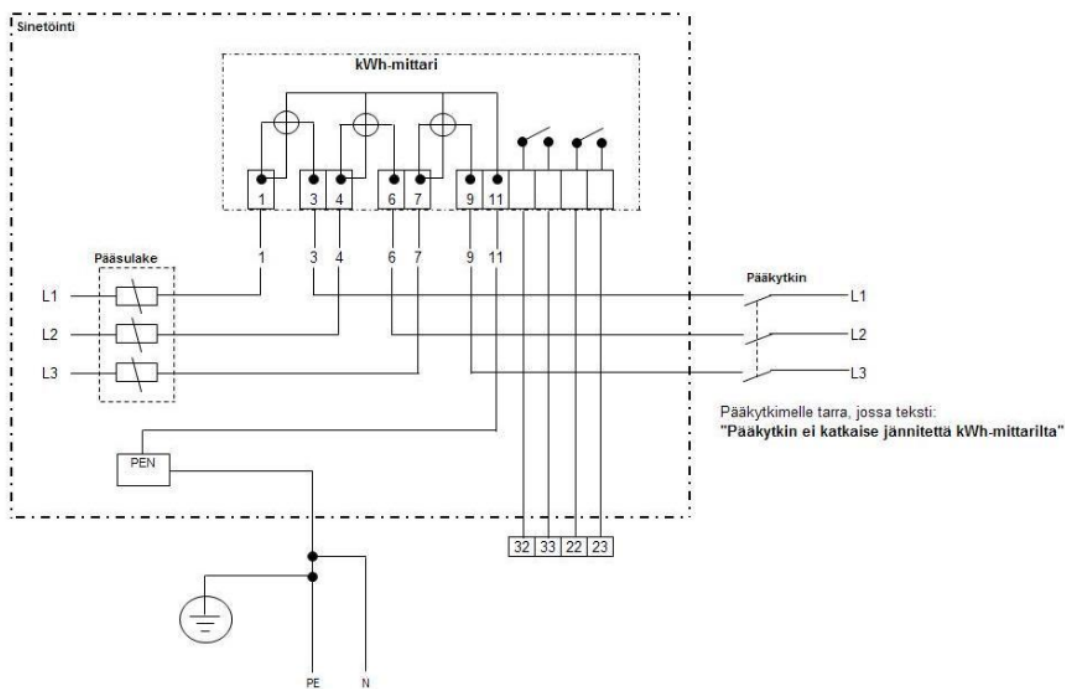 Sinetöinti
kWh-mittari
1 3 4 6 7 9 11
1 3 4 6 7 9 11
Pääsulake
Pääkytkin
L1 L1
L2 L2
L3 L3
Pääkytkimelle tarra, jossa teksti:
"Pääkytkin ei katkaise jännitettä kWh-mittarilta"
PEN
32 33 22 23
PE N